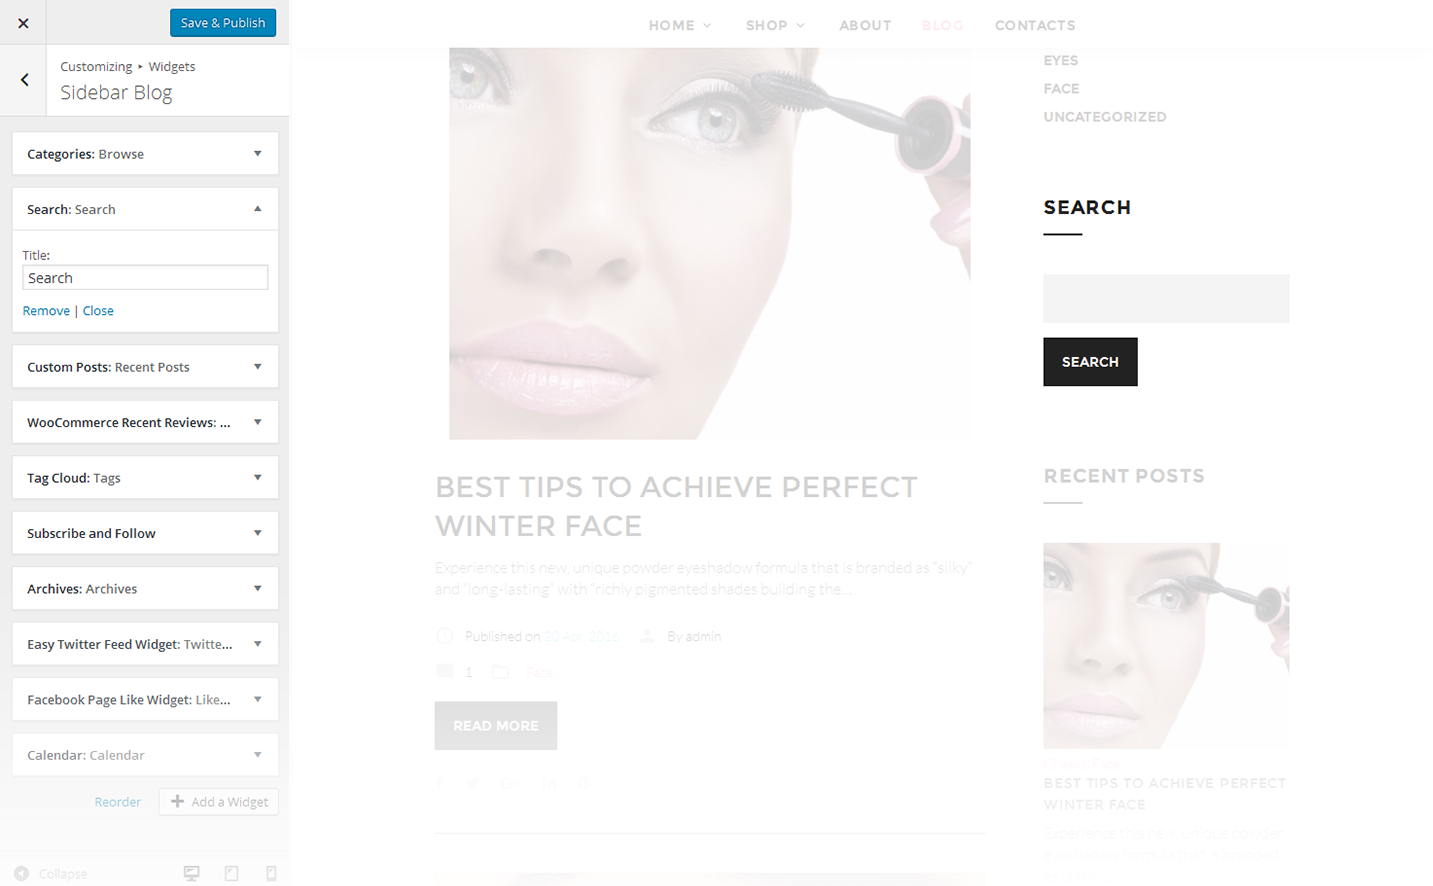 Save & Publish
Customizing ▸ Widgets
Sidebar Blog
Categories: Browse
Search: Search
Title:
Search
Remove | Close
Custom Posts: Recent Posts
WooCommerce Recent Reviews: ...
Tag Cloud: Tags
Subscribe and Follow
Archives: Archives
Easy Twitter Feed Widget: Twitte...
Facebook Page Like Widget: Like...
Calendar: Calendar
Reorder
Add a Widget
Collapse
HOME SHOP ABOUT BLOG CONTACTS
BEST TIPS TO ACHIEVE PERFECT
WINTER FACE
Experience this new, unique powder eyeshadow formula that is branded as “silky”
and “long-lasting” with “richly pigmented shades building the...
Published on 20 Apr, 2016 By admin
1 Face
READ MORE
EYES
FACE
UNCATEGORIZED
SEARCH
SEARCH
RECENT POSTS
BEST TIPS TO ACHIEVE PERFECT
WINTER FACE
Experience this new, unique powder
eyeshadow formula that is branded